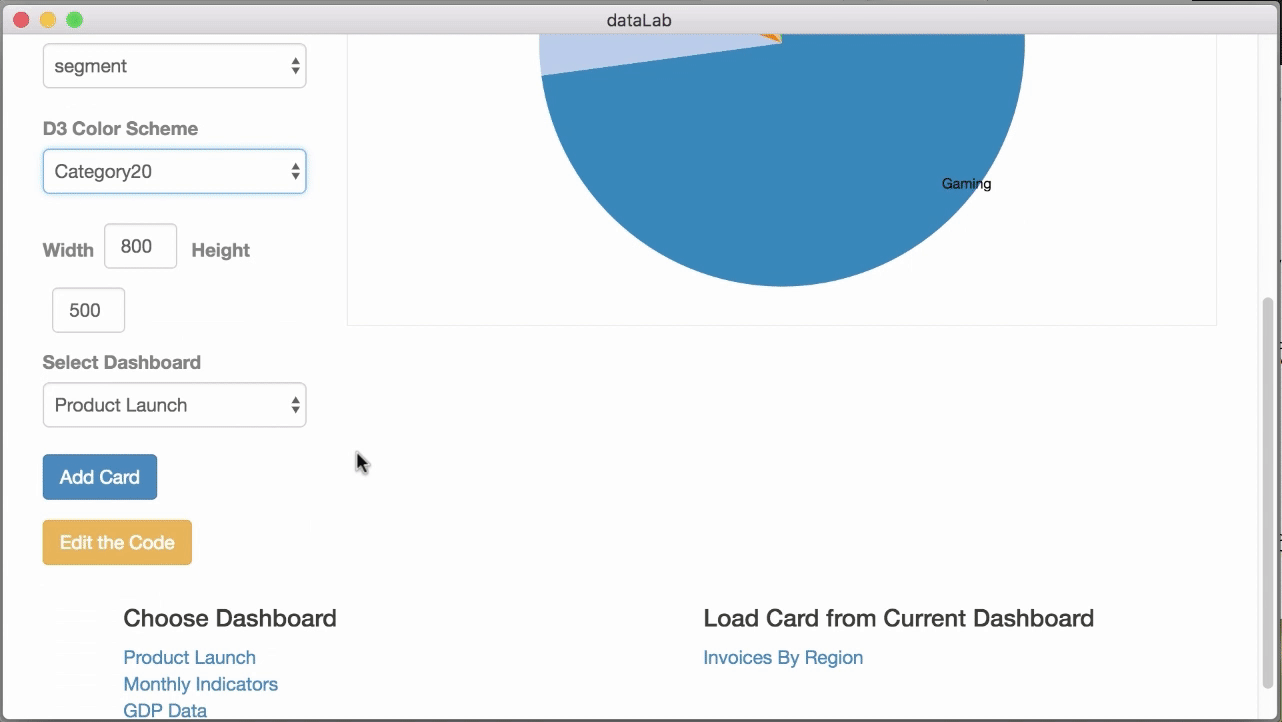 dataLab
segment
D3 Color Scheme
Category20
Width 800 Height
500
Select Dashboard
Product Launch
Add Card
Edit the Code
Gaming
Choose Dashboard
Product Launch
Monthly Indicators
GDP Data
Load Card from Current Dashboard
Invoices By Region